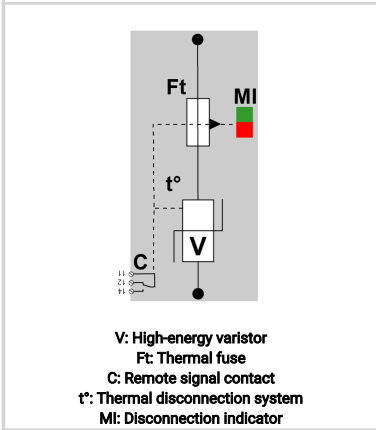 Ft
MI
t°
V
C
11
12
14
V: High-energy varistor
Ft: Thermal fuse
C: Remote signal contact
t°: Thermal disconnection system
MI: Disconnection indicator